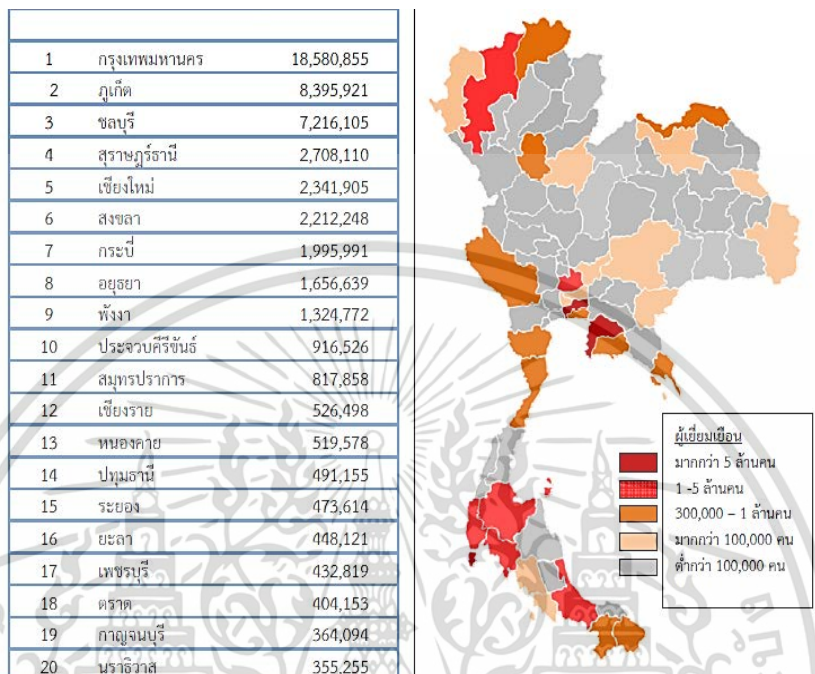 1 กรุงเทพมหานคร 18,580,855
2 ภูเก็ต 8,395,921
3 ชลบุรี 7,216,105
4 สุราษฎร์ธานี 2,708,110
5 เชียงใหม่ 2,341,905
6 สงขลา 2,212,248
7 กระบี่ 1,995,991
8 อยุธยา 1,656,639
9 พังงา 1,324,772
10 ประจวบคีรีขันธ์ 916,526
11 สมุทรปราการ 817,858
12 เชียงราย 526,498
13 หนองคาย 519,578
14 ปทุมธานี 491,155
15 ระยอง 473,614
16 ยะลา 448,121
17 เพชรบุรี 432,819
18 ตราด 404,153
19 กาญจนบุรี 364,094
20 นราธิวาส 355,255
ผู้เยี่ยมเยือน
มากกว่า 5 ล้านคน
1 -5 ล้านคน
300,000 – 1 ล้านคน
มากกว่า 100,000 คน
ต่ำกว่า 100,000 คน